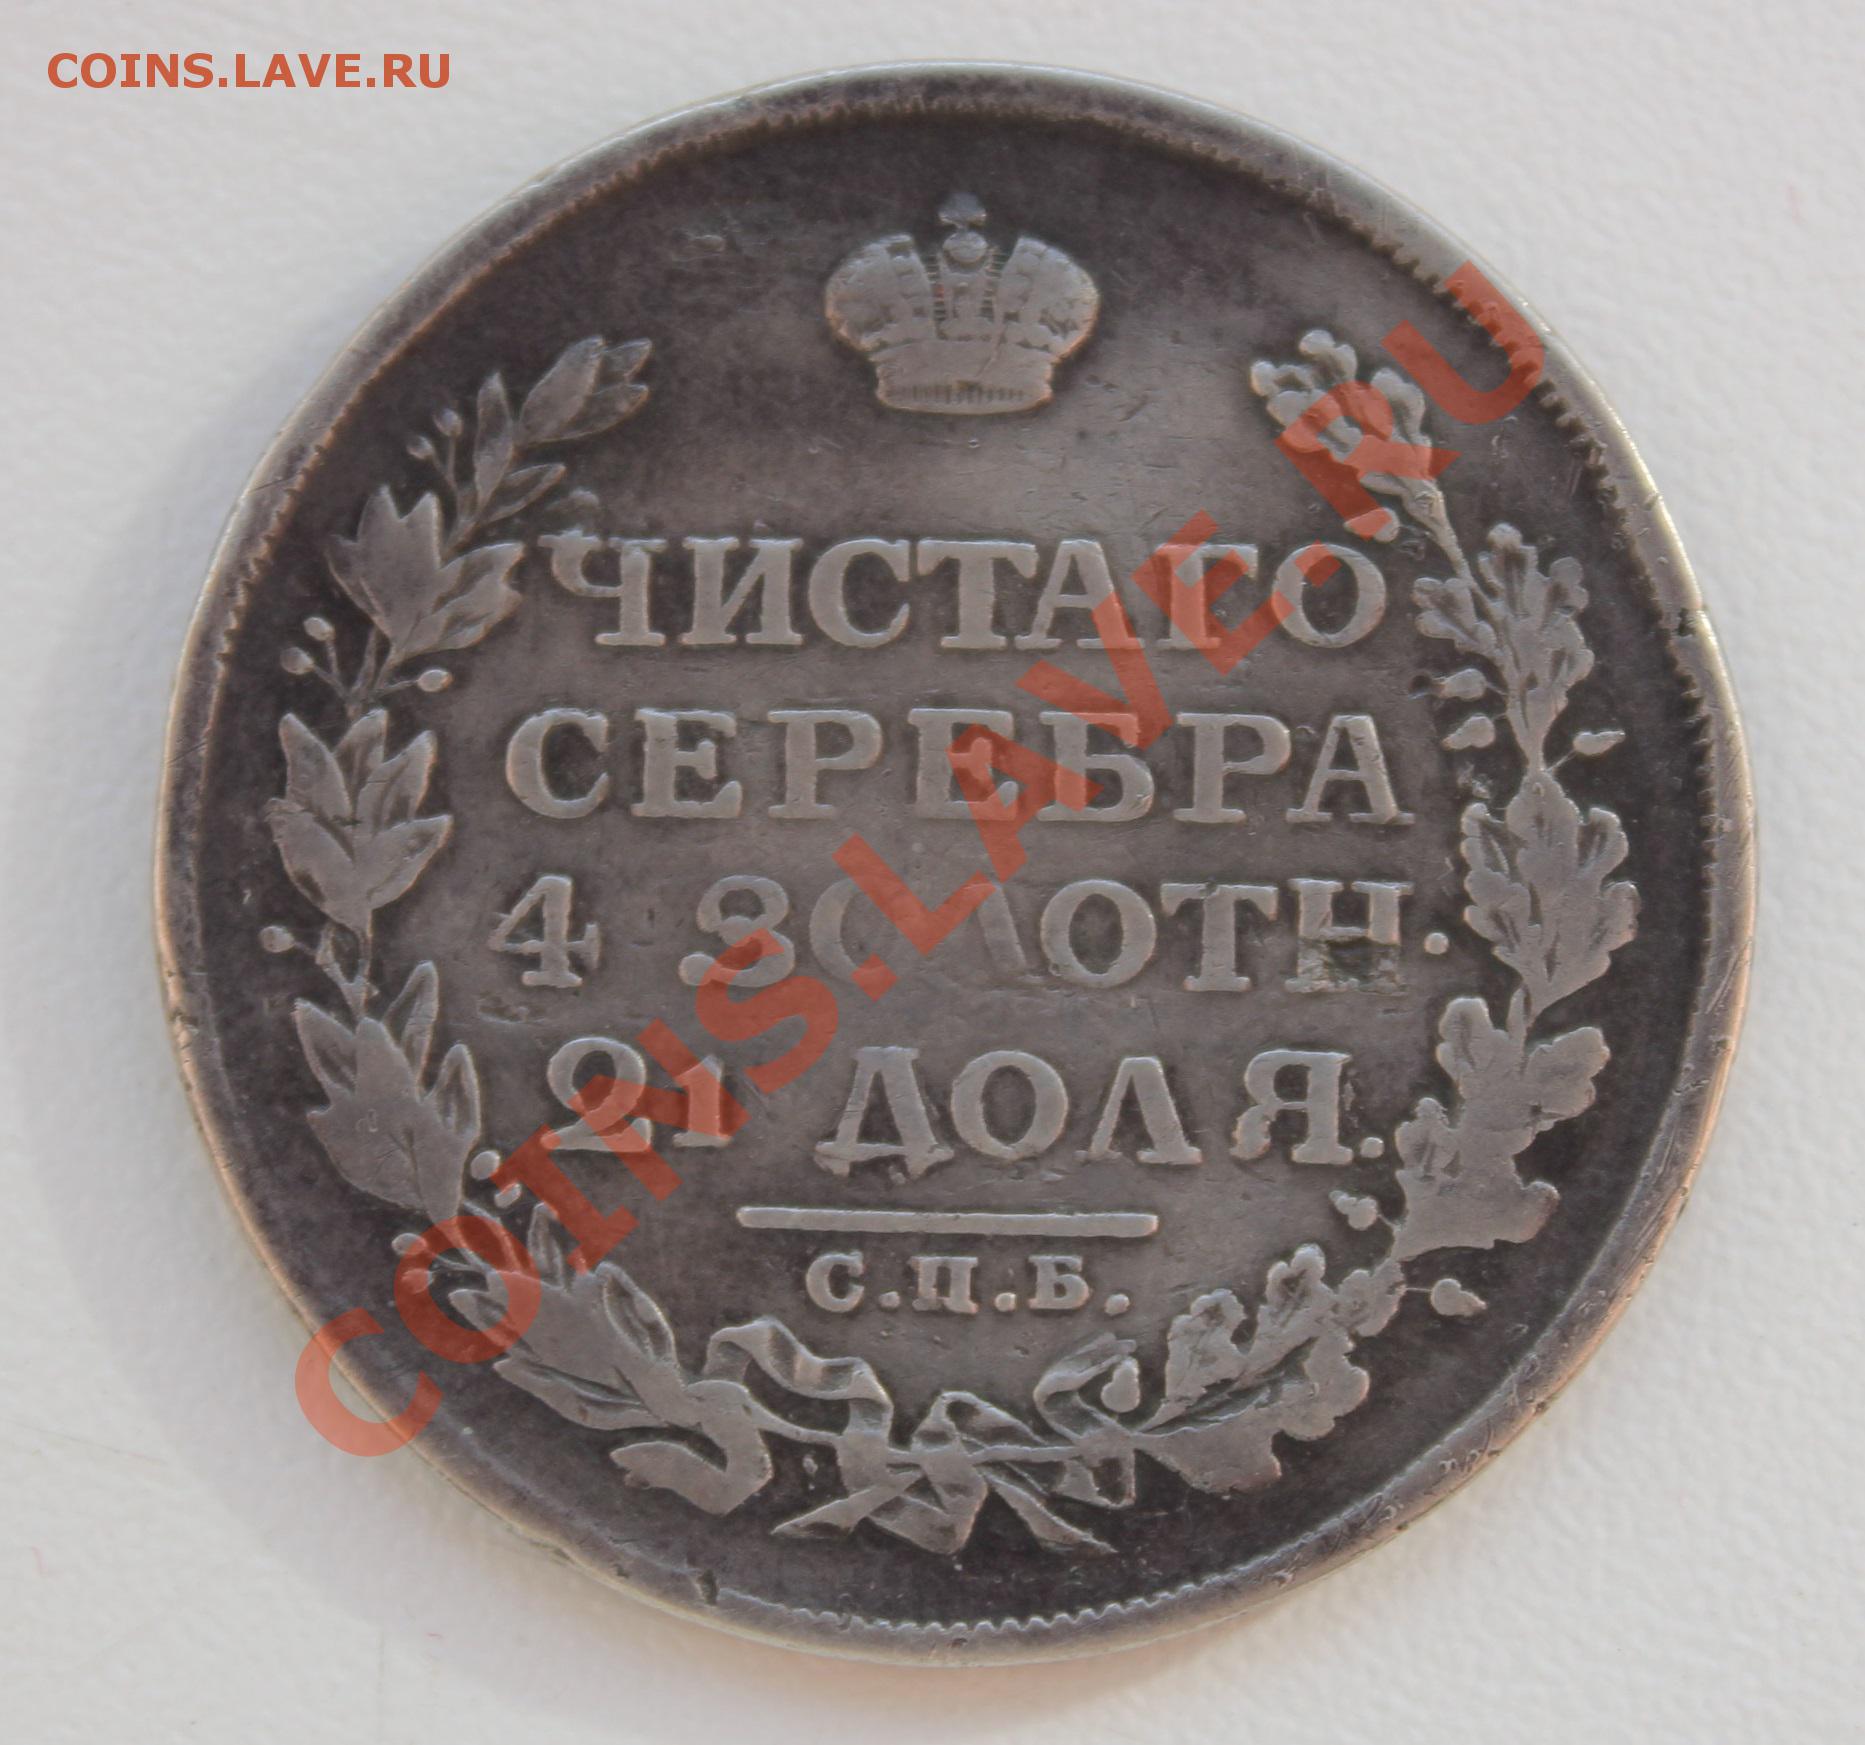 COINS.LAVE.RU
ЧИСТАГО
СЕРЕБРА
4 ЗОЛОТН.
21 ДОЛЯ.
С.П.Б.
COINS.LAVE.RU